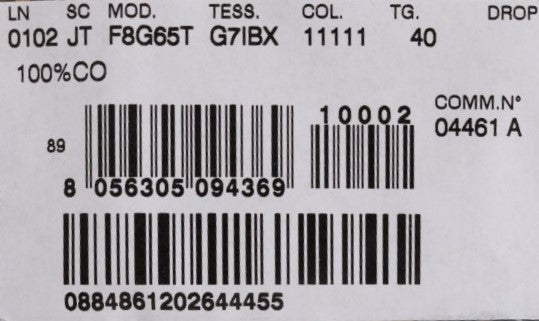 LN SC MOD. TESS. COL. TG. DROP
0102 JT F8G65T G7IBX 11111 40
100%CO
10002
COMM.N°
04461 A
89
8 056305 094369
0884861202644455